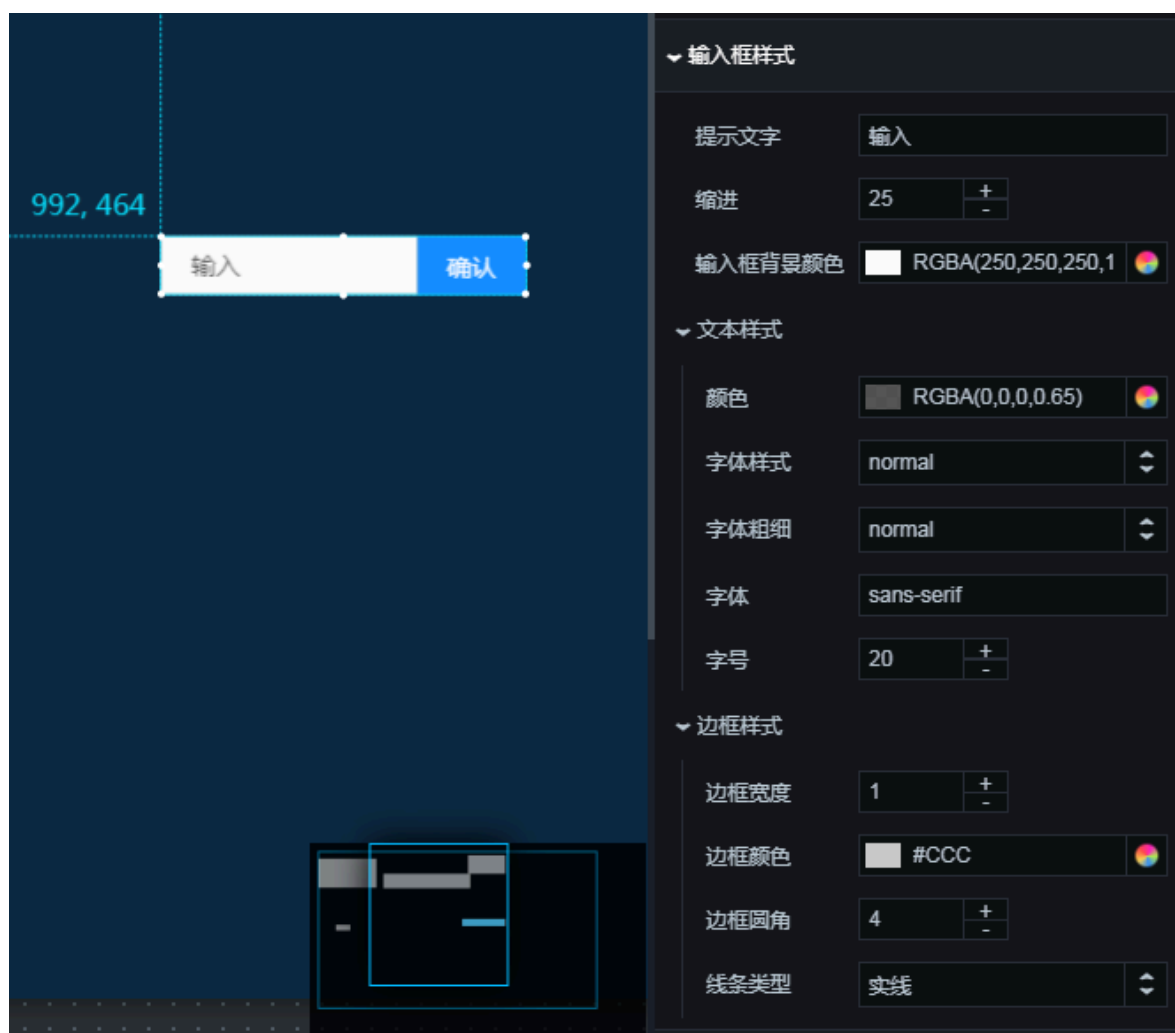 992, 464
输入
确认
输入框样式
提示文字 输入
缩进 25 + -
输入框背景颜色 RGBA(250,250,250,1
文本样式
颜色 RGBA(0,0,0,0.65)
字体样式 normal
字体粗细 normal
字体 sans-serif
字号 20 + -
边框样式
边框宽度 1 + -
边框颜色 #CCC
边框圆角 4 + -
线条类型 实线